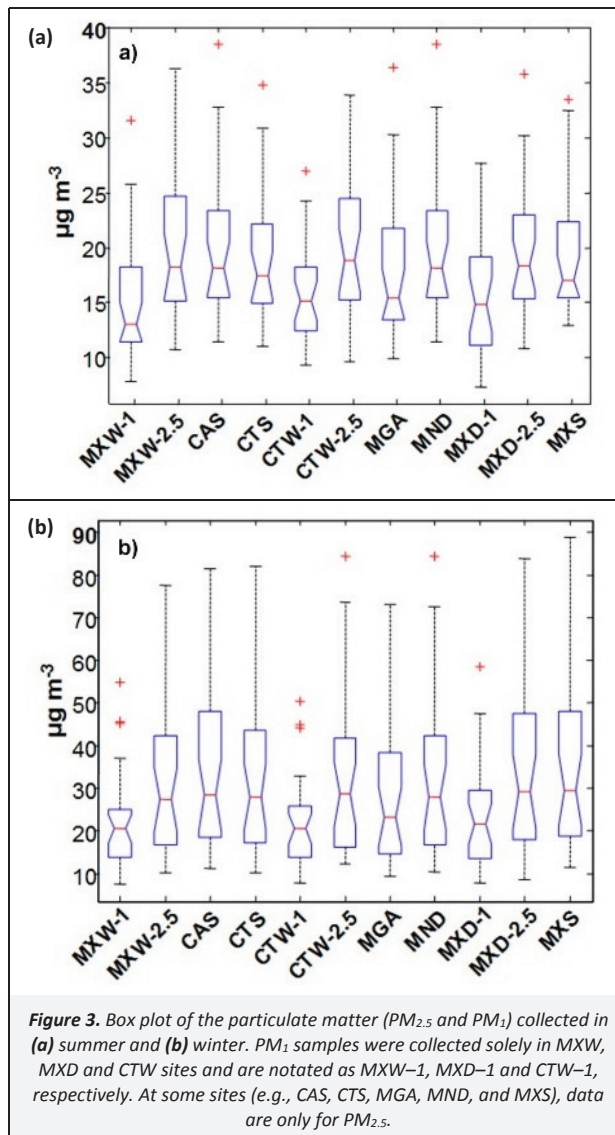 (a)
a)
µg m-3
40
35
30
25
20
15
10
MXW-1 MXW-2.5 CAS CTS CTW-1 CTW-2.5 MGA MND MXD-1 MXD-2.5 MXS
(b)
b)
µg m-3
90
80
70
60
50
40
30
20
10
MXW-1 MXW-2.5 CAS CTS CTW-1 CTW-2.5 MGA MND MXD-1 MXD-2.5 MXS
Figure 3. Box plot of the particulate matter (PM2.5 and PM1) collected in
(a) summer and (b) winter. PM1 samples were collected solely in MXW,
MXD and CTW sites and are notated as MXW–1, MXD–1 and CTW–1,
respectively. At some sites (e.g., CAS, CTS, MGA, MND, and MXS), data
are only for PM2.5.